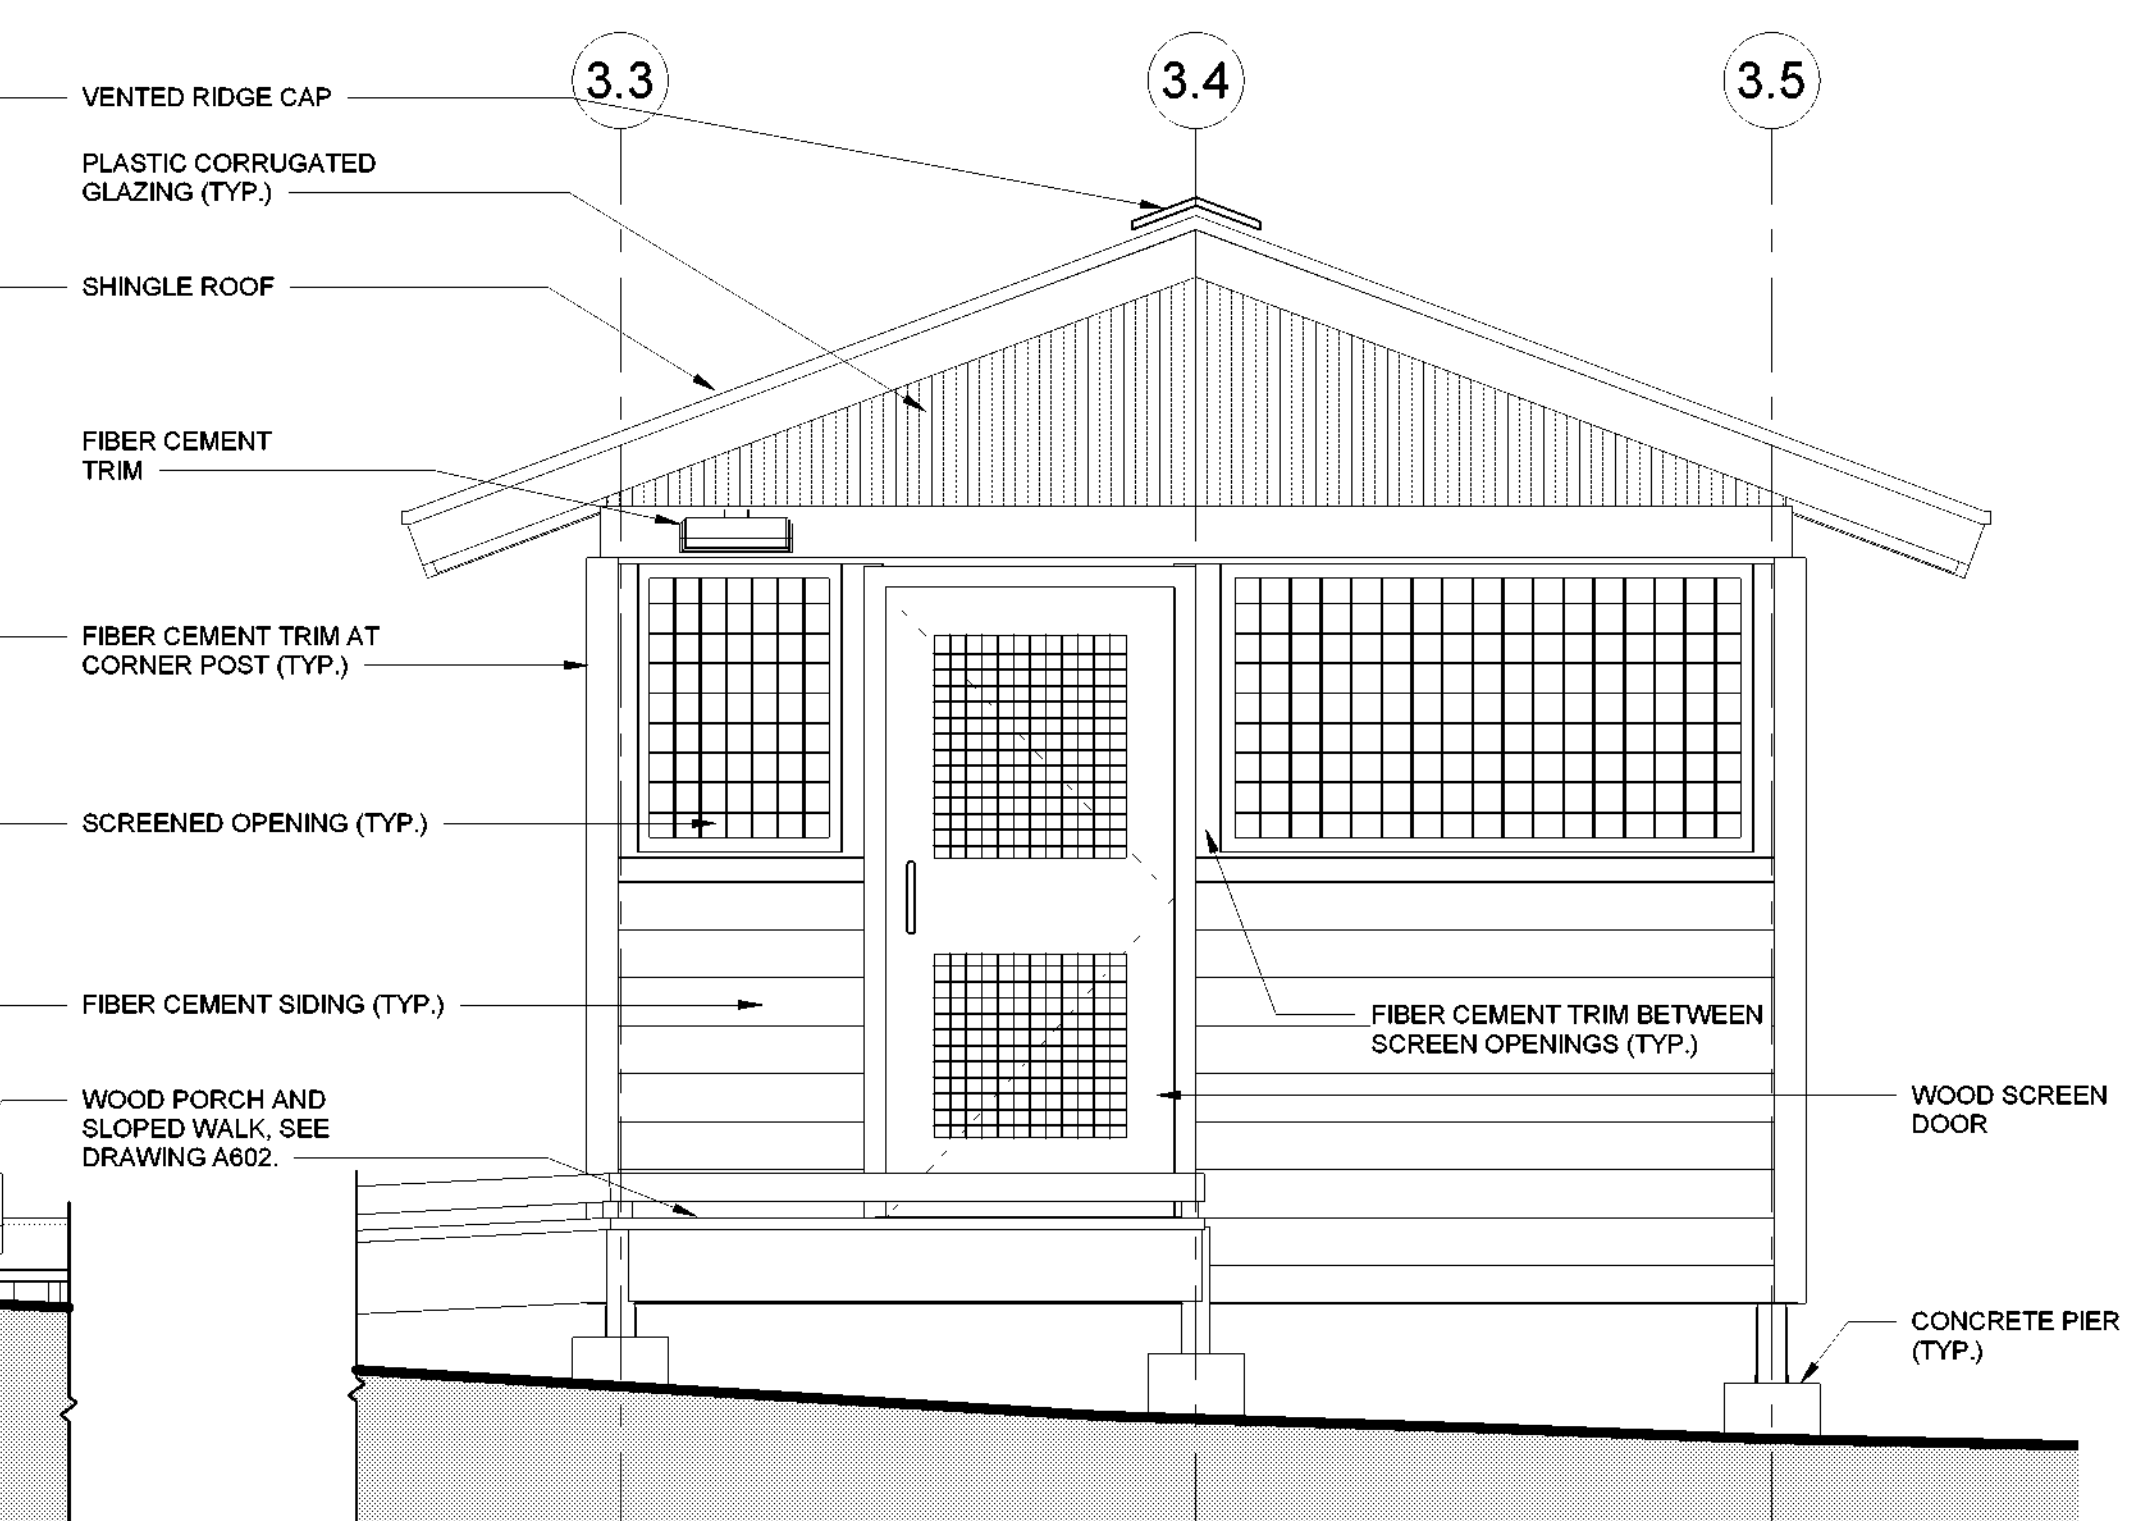 3.3
3.4
3.5
VENTED RIDGE CAP
PLASTIC CORRUGATED
GLAZING (TYP.)
SHINGLE ROOF
FIBER CEMENT
TRIM
FIBER CEMENT TRIM AT
CORNER POST (TYP.)
SCREENED OPENING (TYP.)
FIBER CEMENT SIDING (TYP.)
FIBER CEMENT TRIM BETWEEN
SCREEN OPENINGS (TYP.)
WOOD PORCH AND
SLOPED WALK, SEE
DRAWING A602.
WOOD SCREEN
DOOR
CONCRETE PIER
(TYP.)